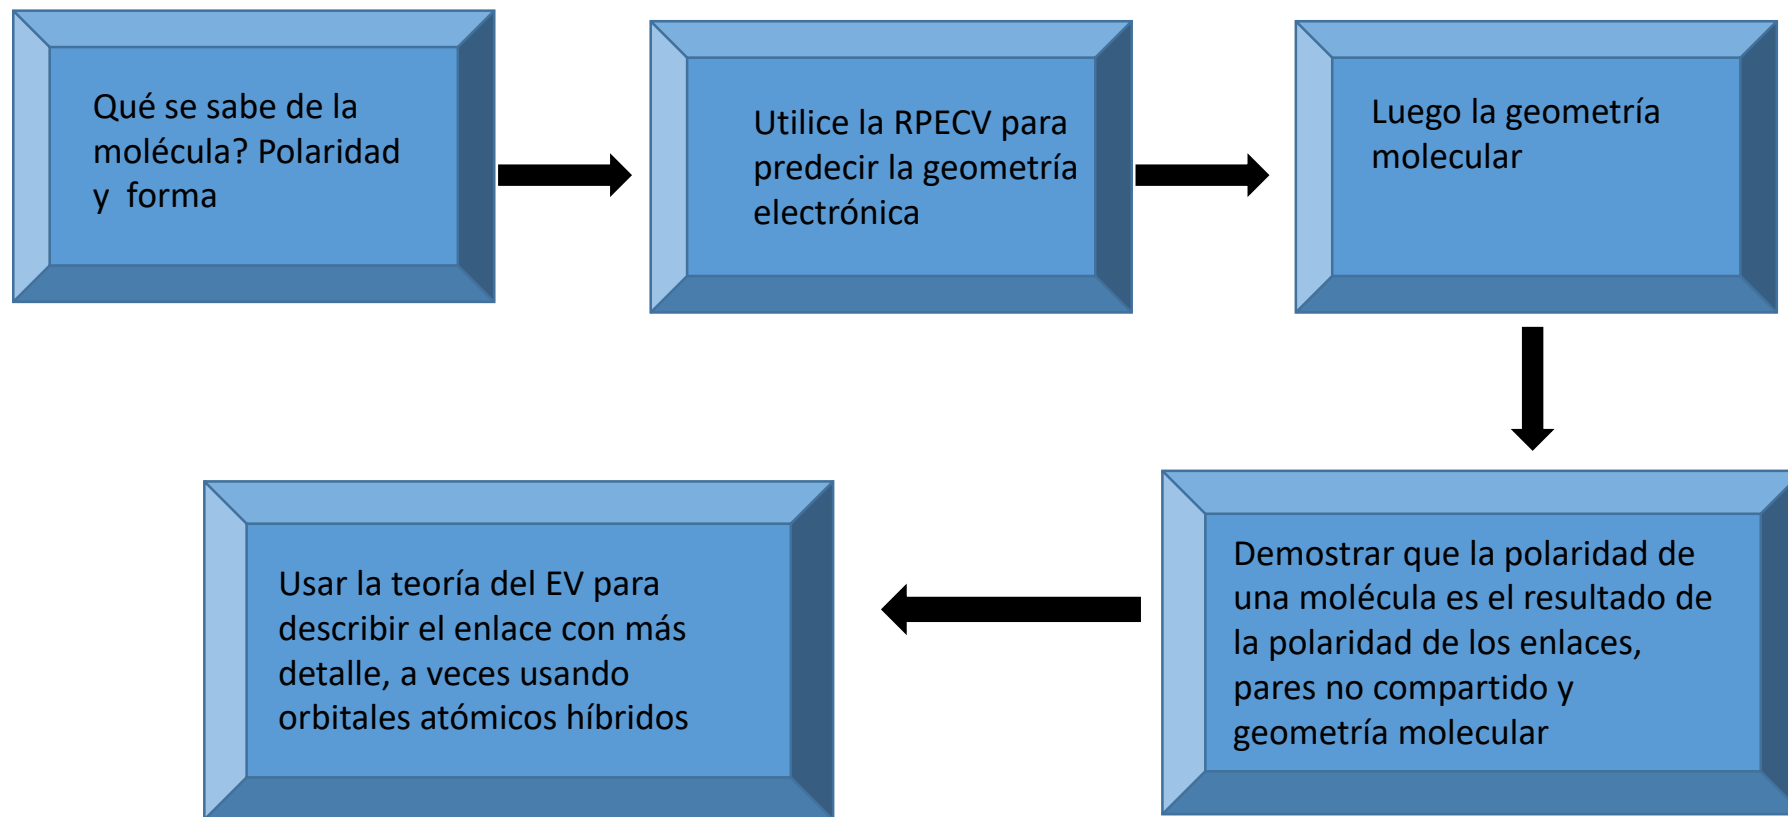 Qué se sabe de la
molécula? Polaridad
y forma
Utilice la RPECV para
predecir la geometría
electrónica
Luego la geometría
molecular
Demostrar que la polaridad de
una molécula es el resultado de
la polaridad de los enlaces,
pares no compartido y
geometría molecular
Usar la teoría del EV para
describir el enlace con más
detalle, a veces usando
orbitales atómicos híbridos